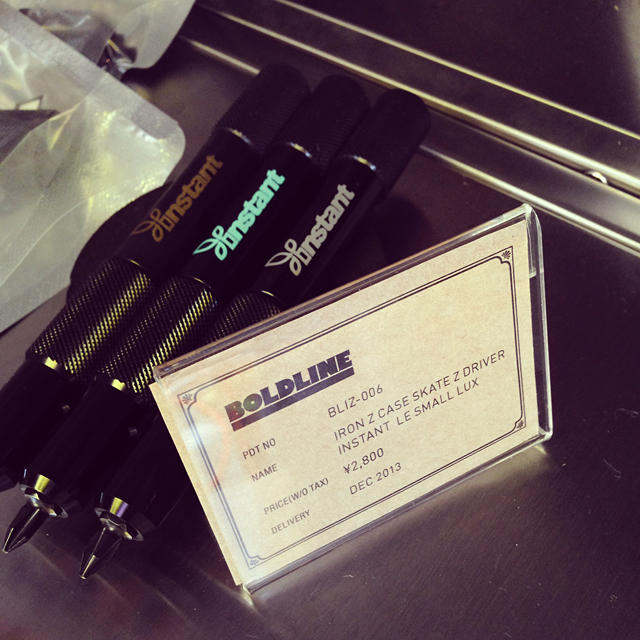 instant
instant
instant
BOLDLINE
PDT NO BLIZ-006
NAME IRON Z CASE SKATE Z DRIVER
INSTANT LE SMALL LUX
PRICE(W/O TAX) ¥2,800
DELIVERY DEC 2013